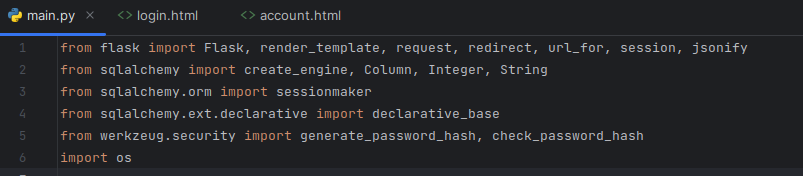 main.py × <> login.html <> account.html
1 from flask import Flask, render_template, request, redirect, url_for, session, jsonify
2 from sqlalchemy import create_engine, Column, Integer, String
3 from sqlalchemy.orm import sessionmaker
4 from sqlalchemy.ext.declarative import declarative_base
5 from werkzeug.security import generate_password_hash, check_password_hash
6 import os